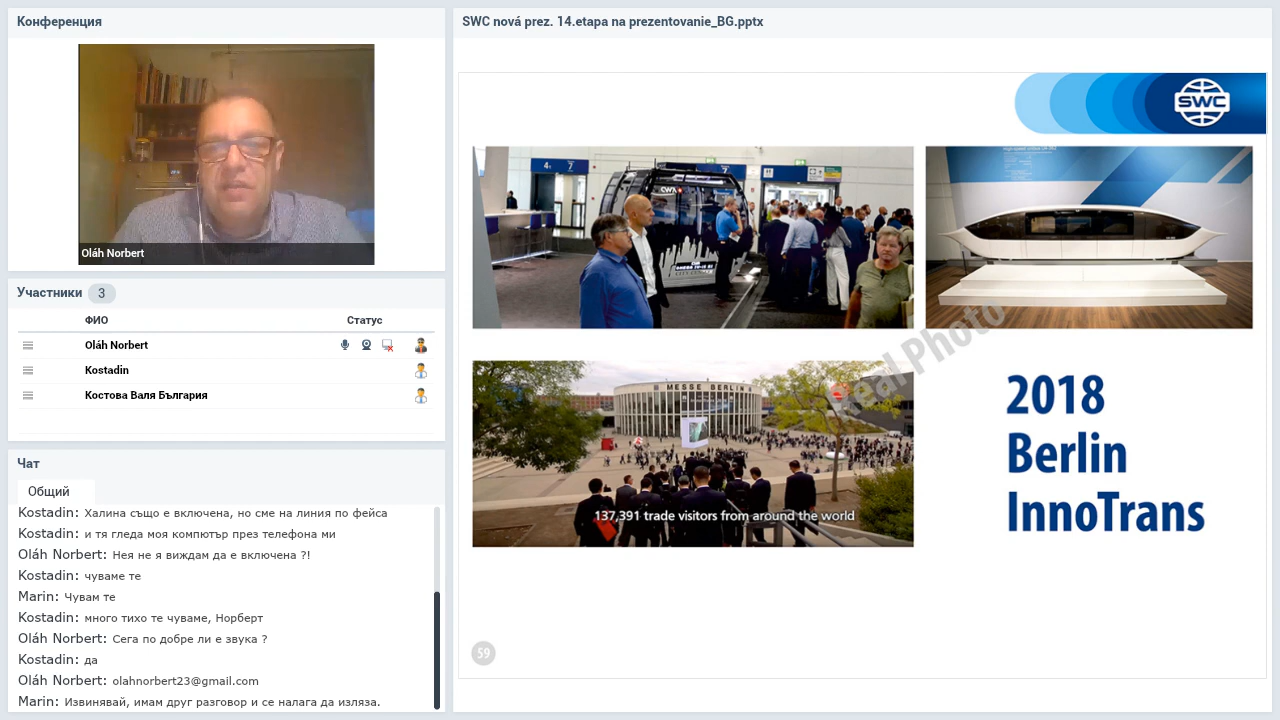 Конференция
Oláh Norbert
Участники 3
ФИО Статус
Oláh Norbert
Kostadin
Костова Валя България
Чат
Общий
Kostadin: Халина също е включена, но сме на линия по фейса
Kostadin: и тя гледа моя компютър през телефона ми
Oláh Norbert: Нея не я виждам да е включена ?!
Kostadin: чуваме те
Marin: Чувам те
Kostadin: много тихо те чуваме, Норберт
Oláh Norbert: Сега по добре ли е звука ?
Kostadin: да
Oláh Norbert: olahnorbert23@gmail.com
Marin: Извинявай, имам друг разговор и се налага да изляза.
SWC nová prez. 14.etapa na prezentovanie_BG.pptx
SWC
4
7
7
CWA
MESSE BERLIN
137,391 trade visitors from around the world
Real Photo
2018
Berlin
InnoTrans
59